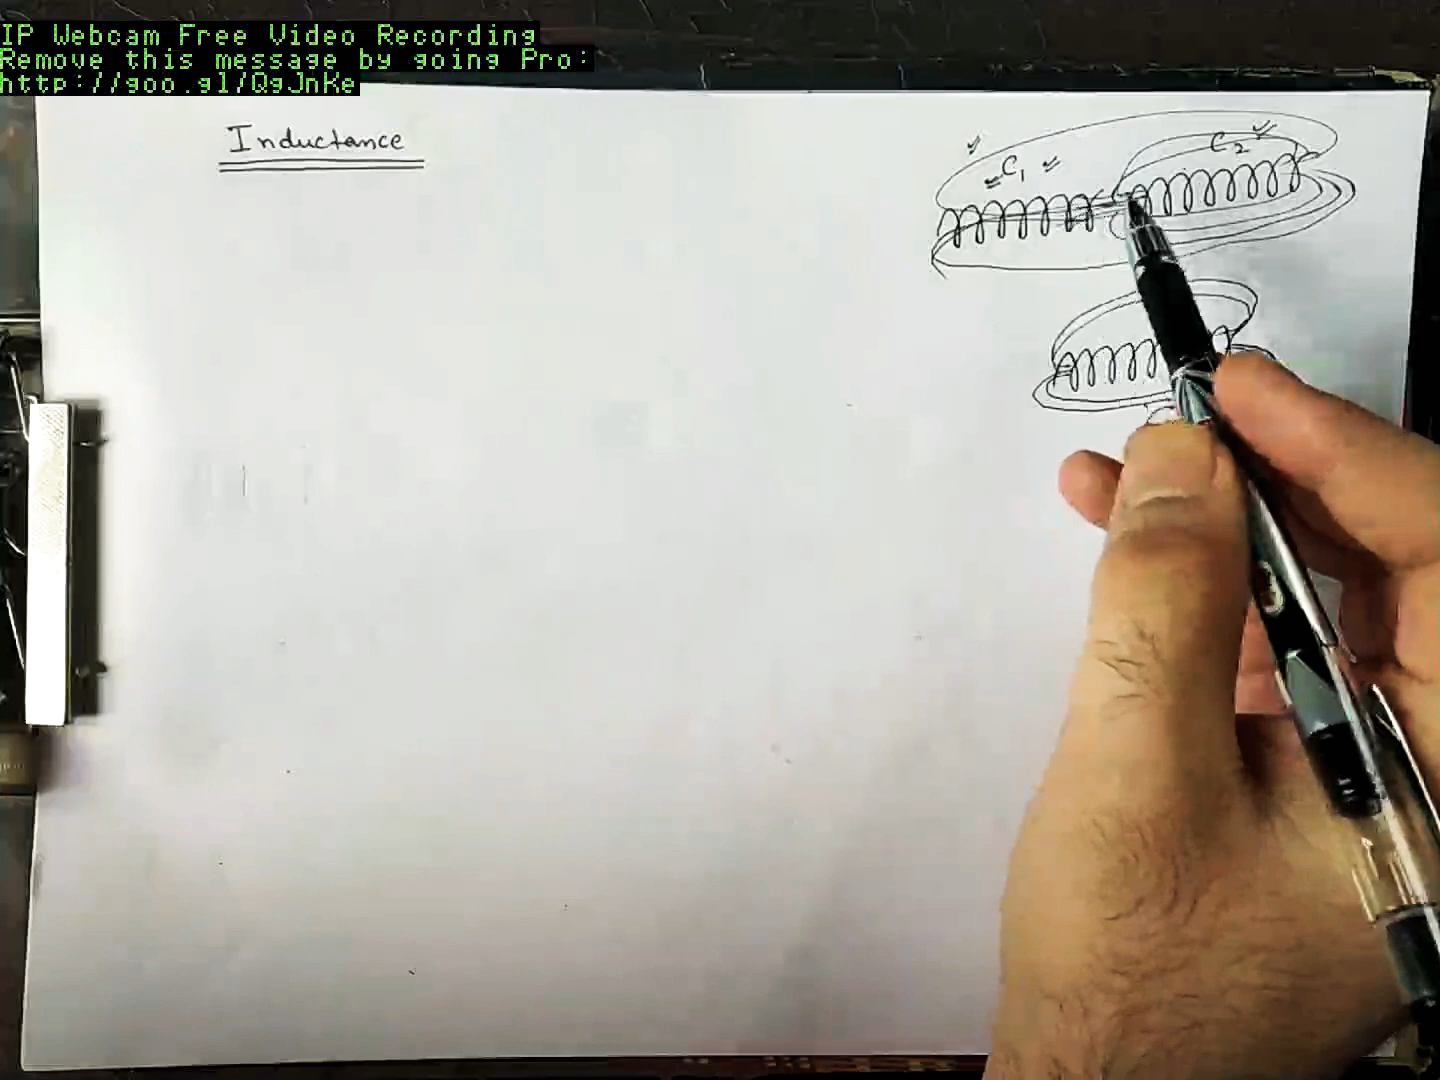 IP Webcam Free Video Recording
Remove this message by going Pro:
http://goo.gl/QgJnKe
Inductance
C1
C2